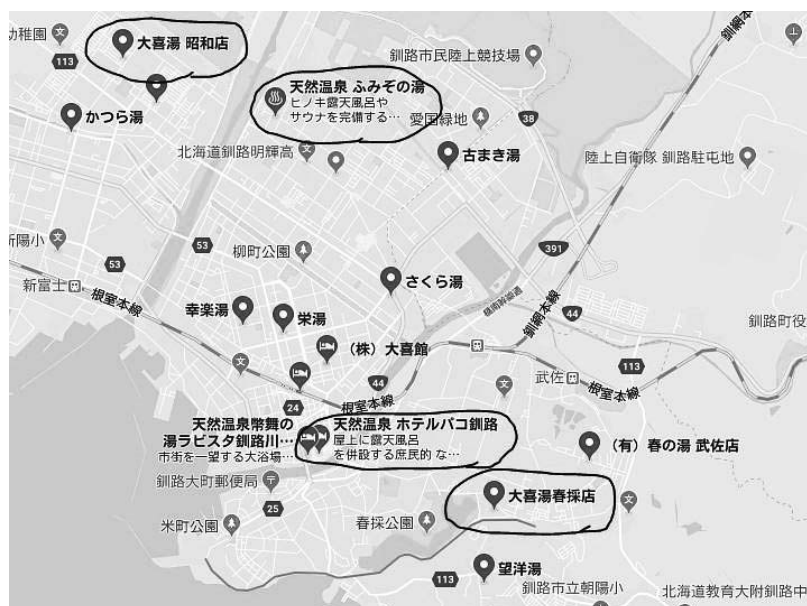 幼稚園
113
大喜湯 昭和店
かつら湯
天然温泉 ふみぞの湯
ヒノキ露天風呂や
サウナを完備する…
釧路市民陸上競技場
愛国緑地
38
釧網本線
北海道釧路明輝高
古まき湯
陸上自衛隊 釧路駐屯地
新陽小
53
53
柳町公園
391
新富士
根室本線
さくら湯
釧網本線
44
釧路町役
幸楽湯
栄湯
(株) 大喜館
113
武佐
根室本線
44
24
天然温泉幣舞の
湯ラビスタ釧路川…
市街を一望する大浴場…
天然温泉 ホテルパコ釧路
屋上に露天風呂
を併設する庶民的 な…
(有) 春の湯 武佐店
釧路大町郵便局
25
大喜湯春採店
米町公園
春採公園
望洋湯
113
釧路市立朝陽小
北海道教育大附釧路中